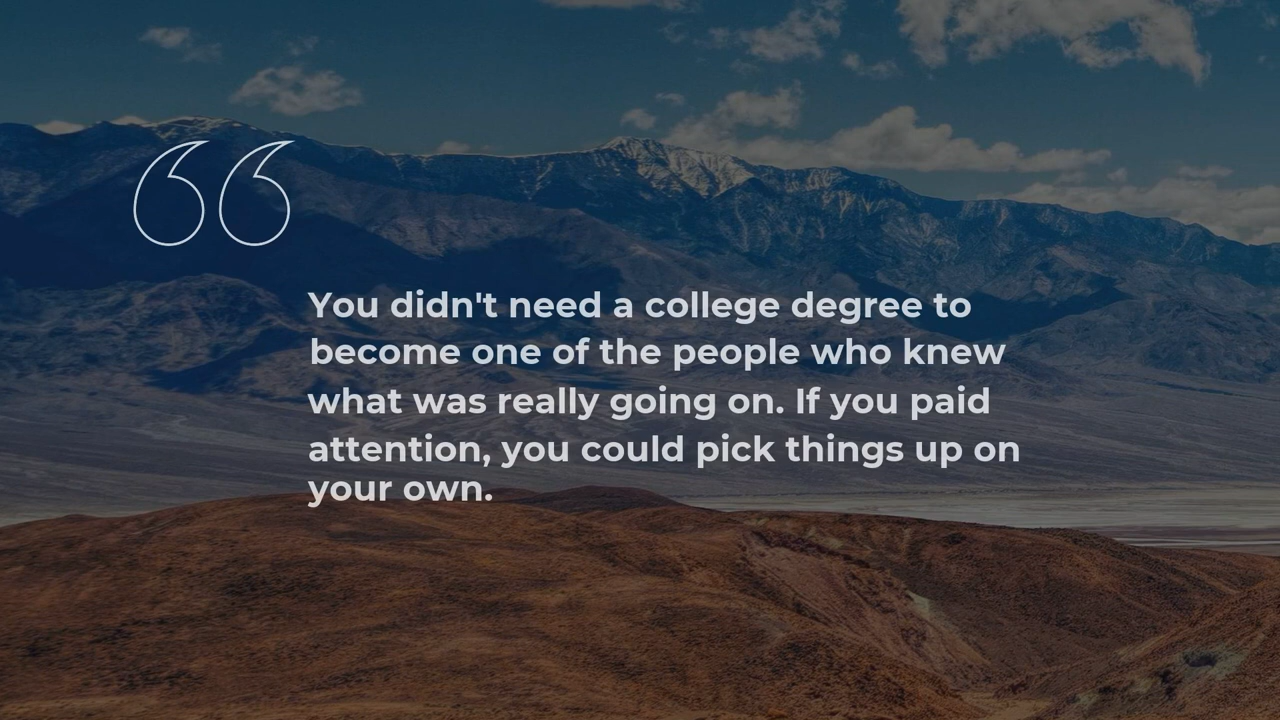 You didn't need a college degree to
become one of the people who knew
what was really going on. If you paid
attention, you could pick things up on
your own.